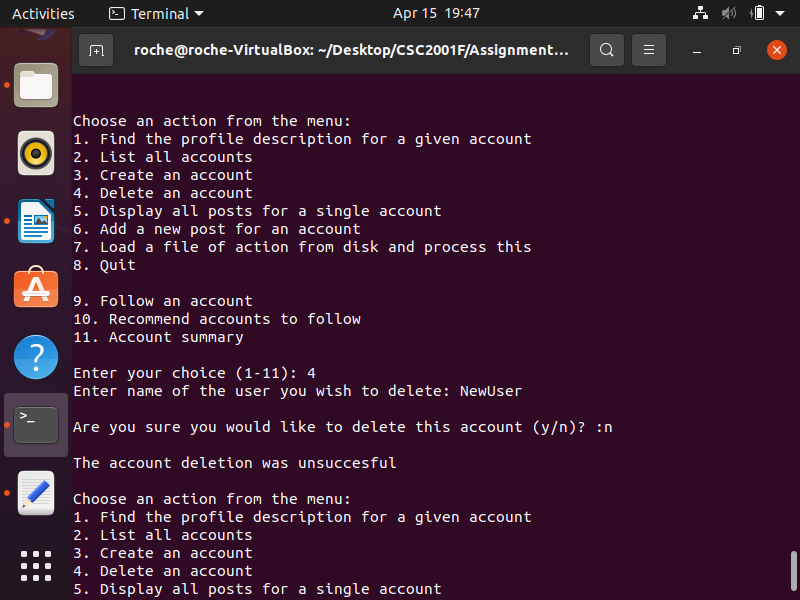 Activities
Terminal
Apr 15 19:47
roche@roche-VirtualBox: ~/Desktop/CSC2001F/Assignment...
Choose an action from the menu:
1. Find the profile description for a given account
2. List all accounts
3. Create an account
4. Delete an account
5. Display all posts for a single account
6. Add a new post for an account
7. Load a file of action from disk and process this
8. Quit
9. Follow an account
10. Recommend accounts to follow
11. Account summary
Enter your choice (1-11): 4
Enter name of the user you wish to delete: NewUser
Are you sure you would like to delete this account (y/n)? :n
The account deletion was unsuccesful
Choose an action from the menu:
1. Find the profile description for a given account
2. List all accounts
3. Create an account
4. Delete an account
5. Display all posts for a single account